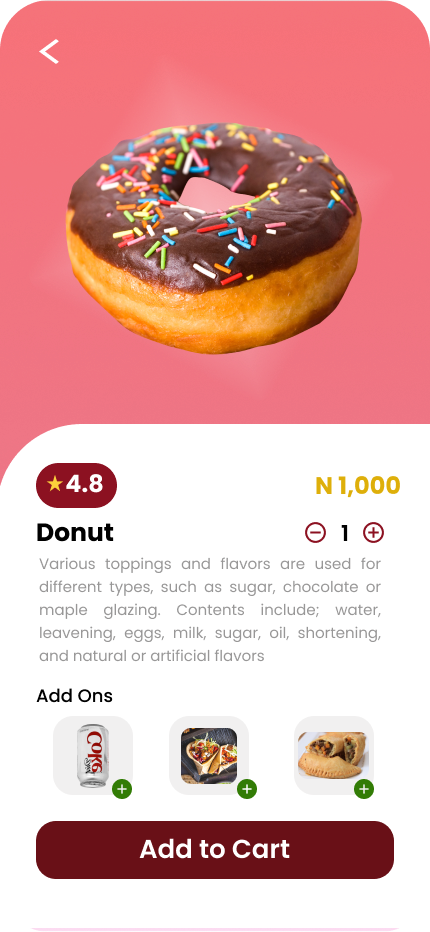 4.8
N 1,000
Donut
1
Various toppings and flavors are used for
different types, such as sugar, chocolate or
maple glazing. Contents include; water,
leavening, eggs, milk, sugar, oil, shortening,
and natural or artificial flavors
Add Ons
Coke
Add to Cart